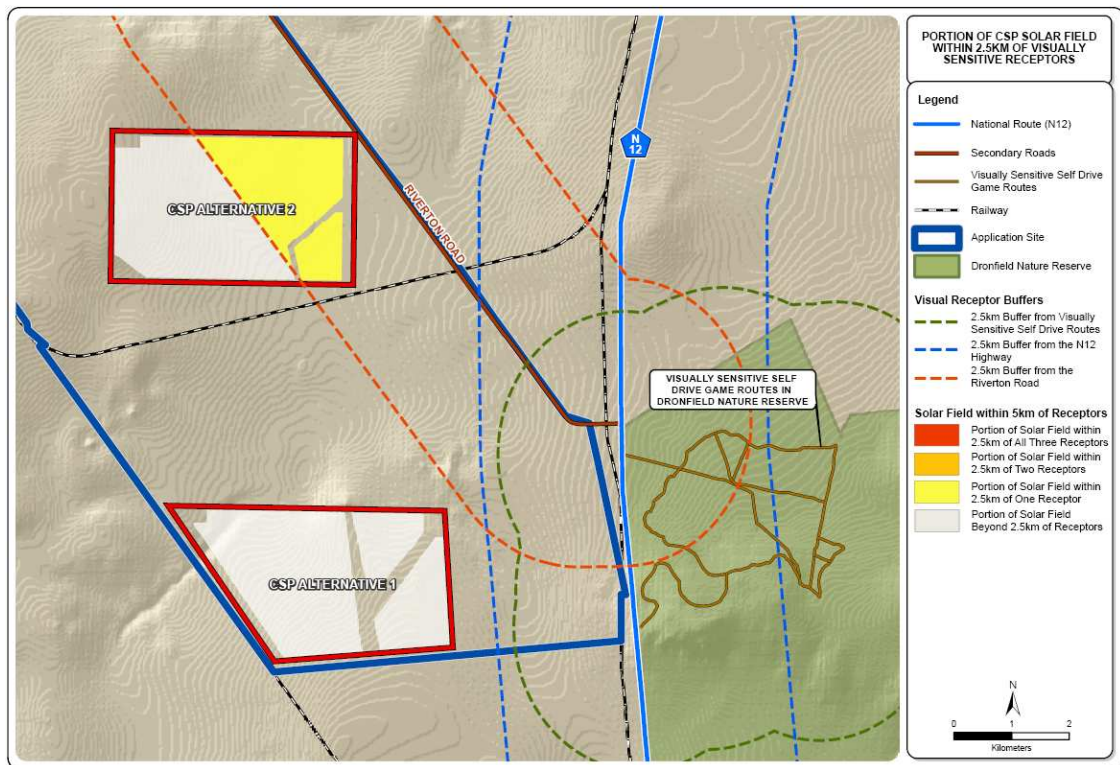 PORTION OF CSP SOLAR FIELD
WITHIN 2.5KM OF VISUALLY
SENSITIVE RECEPTORS
Legend
National Route (N12)
Secondary Roads
Visually Sensitive Self Drive
Game Routes
Railway
Application Site
Dronfield Nature Reserve
Visual Receptor Buffers
2.5km Buffer from Visually
Sensitive Self Drive Routes
2.5km Buffer from the N12
Highway
2.5km Buffer from the
Riverton Road
Solar Field within 5km of Receptors
Portion of Solar Field within
2.5km of All Three Receptors
Portion of Solar Field within
2.5km of Two Receptors
Portion of Solar Field within
2.5km of One Receptor
Portion of Solar Field
Beyond 2.5km of Receptors
N
0 1 2
Kilometers
N
12
CSP ALTERNATIVE 2
RIVERTON ROAD
VISUALLY SENSITIVE SELF
DRIVE GAME ROUTES IN
DRONFIELD NATURE RESERVE
CSP ALTERNATIVE 1